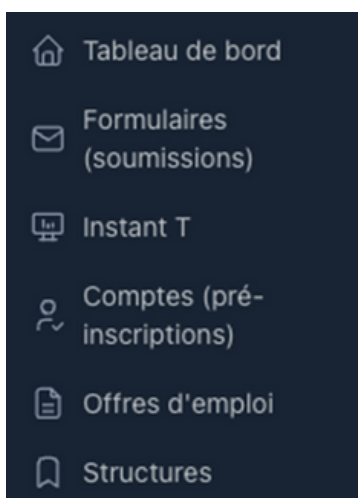 Tableau de bord
Formulaires
(soumissions)
Instant T
Comptes (pré-
inscriptions)
Offres d'emploi
Structures